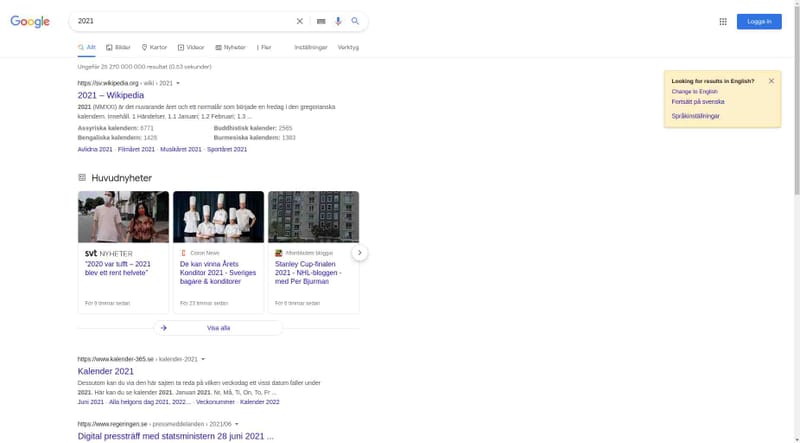 Google
2021
Logga in
Allt
Bilder
Kartor
Videor
Nyheter
Fler
Inställningar
Verktyg
Ungefär 25 270 000 000 resultat (0,63 sekunder)
Looking for results in English?
Change to English
Fortsätt på svenska
Språkinställningar
https://sv.wikipedia.org › wiki › 2021
2021 – Wikipedia
2021 (MMXXI) är det nuvarande året och ett normalår som började en fredag i den gregorianska
kalendern. Innehåll. 1 Händelser. 1.1 Januari; 1.2 Februari; 1.3 ...
Assyriska kalendern: 6771
Buddhistisk kalender: 2565
Bengaliska kalendern: 1428
Burmesiska kalendern: 1383
Avlidna 2021 · Filmåret 2021 · Musikåret 2021 · Sportåret 2021
Huvudnyheter
svt NYHETER
"2020 var tufft – 2021
blev ett rent helvete"
För 9 timmar sedan
Cision News
De kan vinna Årets
Konditor 2021 - Sveriges
bagare & konditorer
För 23 timmar sedan
Aftonbladets bloggar
Stanley Cup-finalen
2021 - NHL-bloggen -
med Per Bjurman
För 8 timmar sedan
Visa alla
https://www.kalender-365.se › kalender-2021
Kalender 2021
Dessutom kan du via den här sajten ta reda på vilken veckodag ett visst datum faller under
2021. Här kan du se kalender 2021. Januari 2021. Nr, Må, Ti, On, To, Fr ...
Juni 2021 · Alla helgons dag 2021, 2022... · Veckonummer · Kalender 2022
https://www.regeringen.se › pressmeddelanden › 2021/06
Digital pressträff med statsministern 28 juni 2021 ...